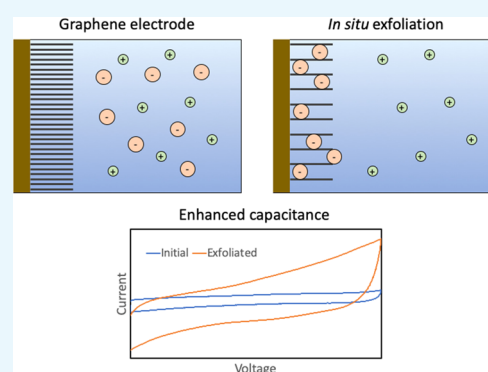 Graphene electrode
In situ exfoliation
+ + - - - - + + - - + + - + -
- + + - - + + - + - - + -
Enhanced capacitance
Initial Exfoliated
Current
Voltage